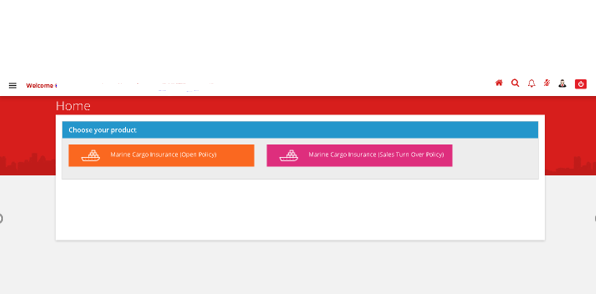 Welcome
Home
Choose your product
Marine Cargo Insurance (Open Policy)
Marine Cargo Insurance (Sales Turn Over Policy)